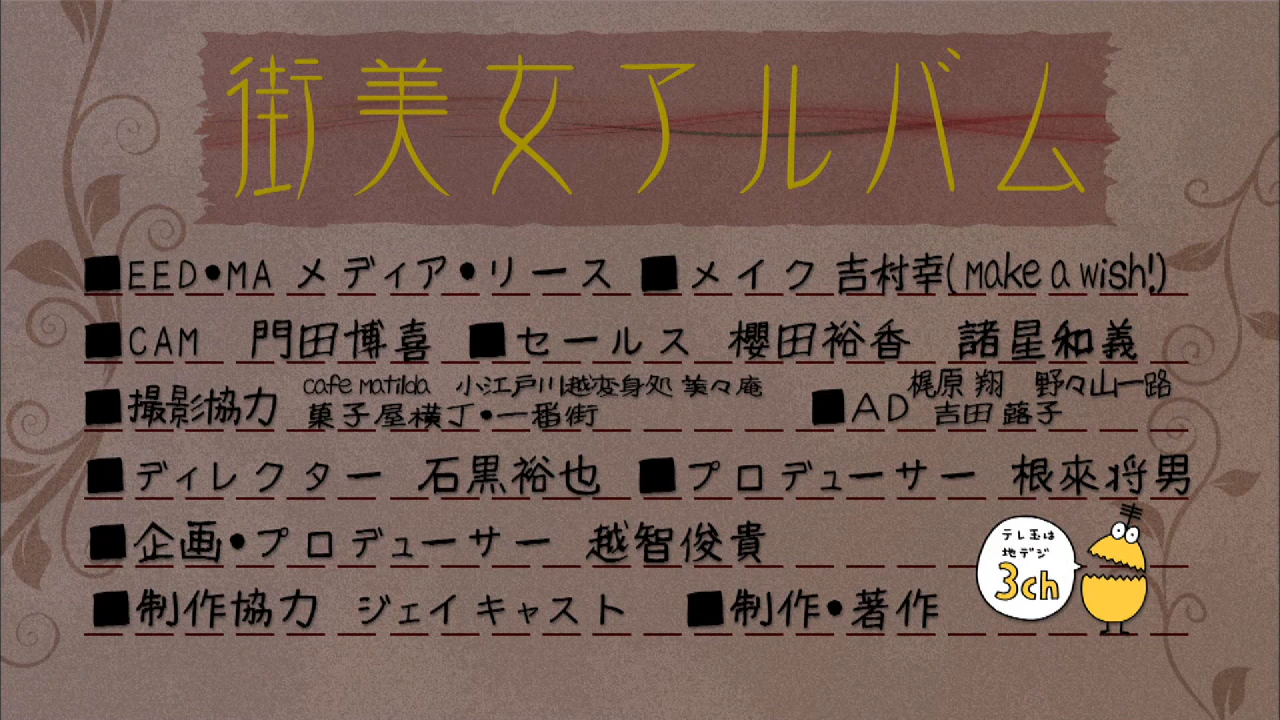 街美女アルバム
■EED•MA メディア•リース ■メイク 吉村幸(make a wish!)
■CAM 門田博喜 ■セールス 櫻田裕香 諸星和義
■撮影協力 cafe matilda 小江戸川越変身処 美々庵
菓子屋横丁•一番街
■AD 梶原 翔 野々山一路
吉田 蕗子
■ディレクター 石黒裕也 ■プロデューサー 根來将男
■企画•プロデューサー 越智俊貴
■制作協力 ジェイキャスト ■制作•著作
テレ玉は
地デジ
3ch